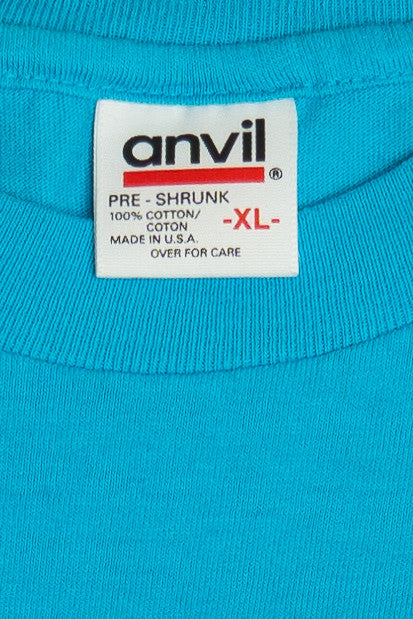 anvil®
PRE - SHRUNK
100% COTTON/
COTON
-XL-
MADE IN U.S.A.
OVER FOR CARE